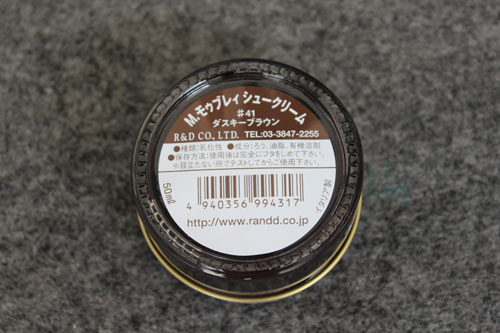 M.モゥブレィ シュークリーム
#41
ダスキーブラウン
R&D CO., LTD. TEL:03-3847-2255
●種類:乳化性 ●成分:ろう、油脂、有機溶剤
●保存方法:使用後は完全にフタをしめて下さい。
※目立たない所でテストしてからご使用下さい。
50ml
イタリア製
4 940356 994317
http://www.randd.co.jp